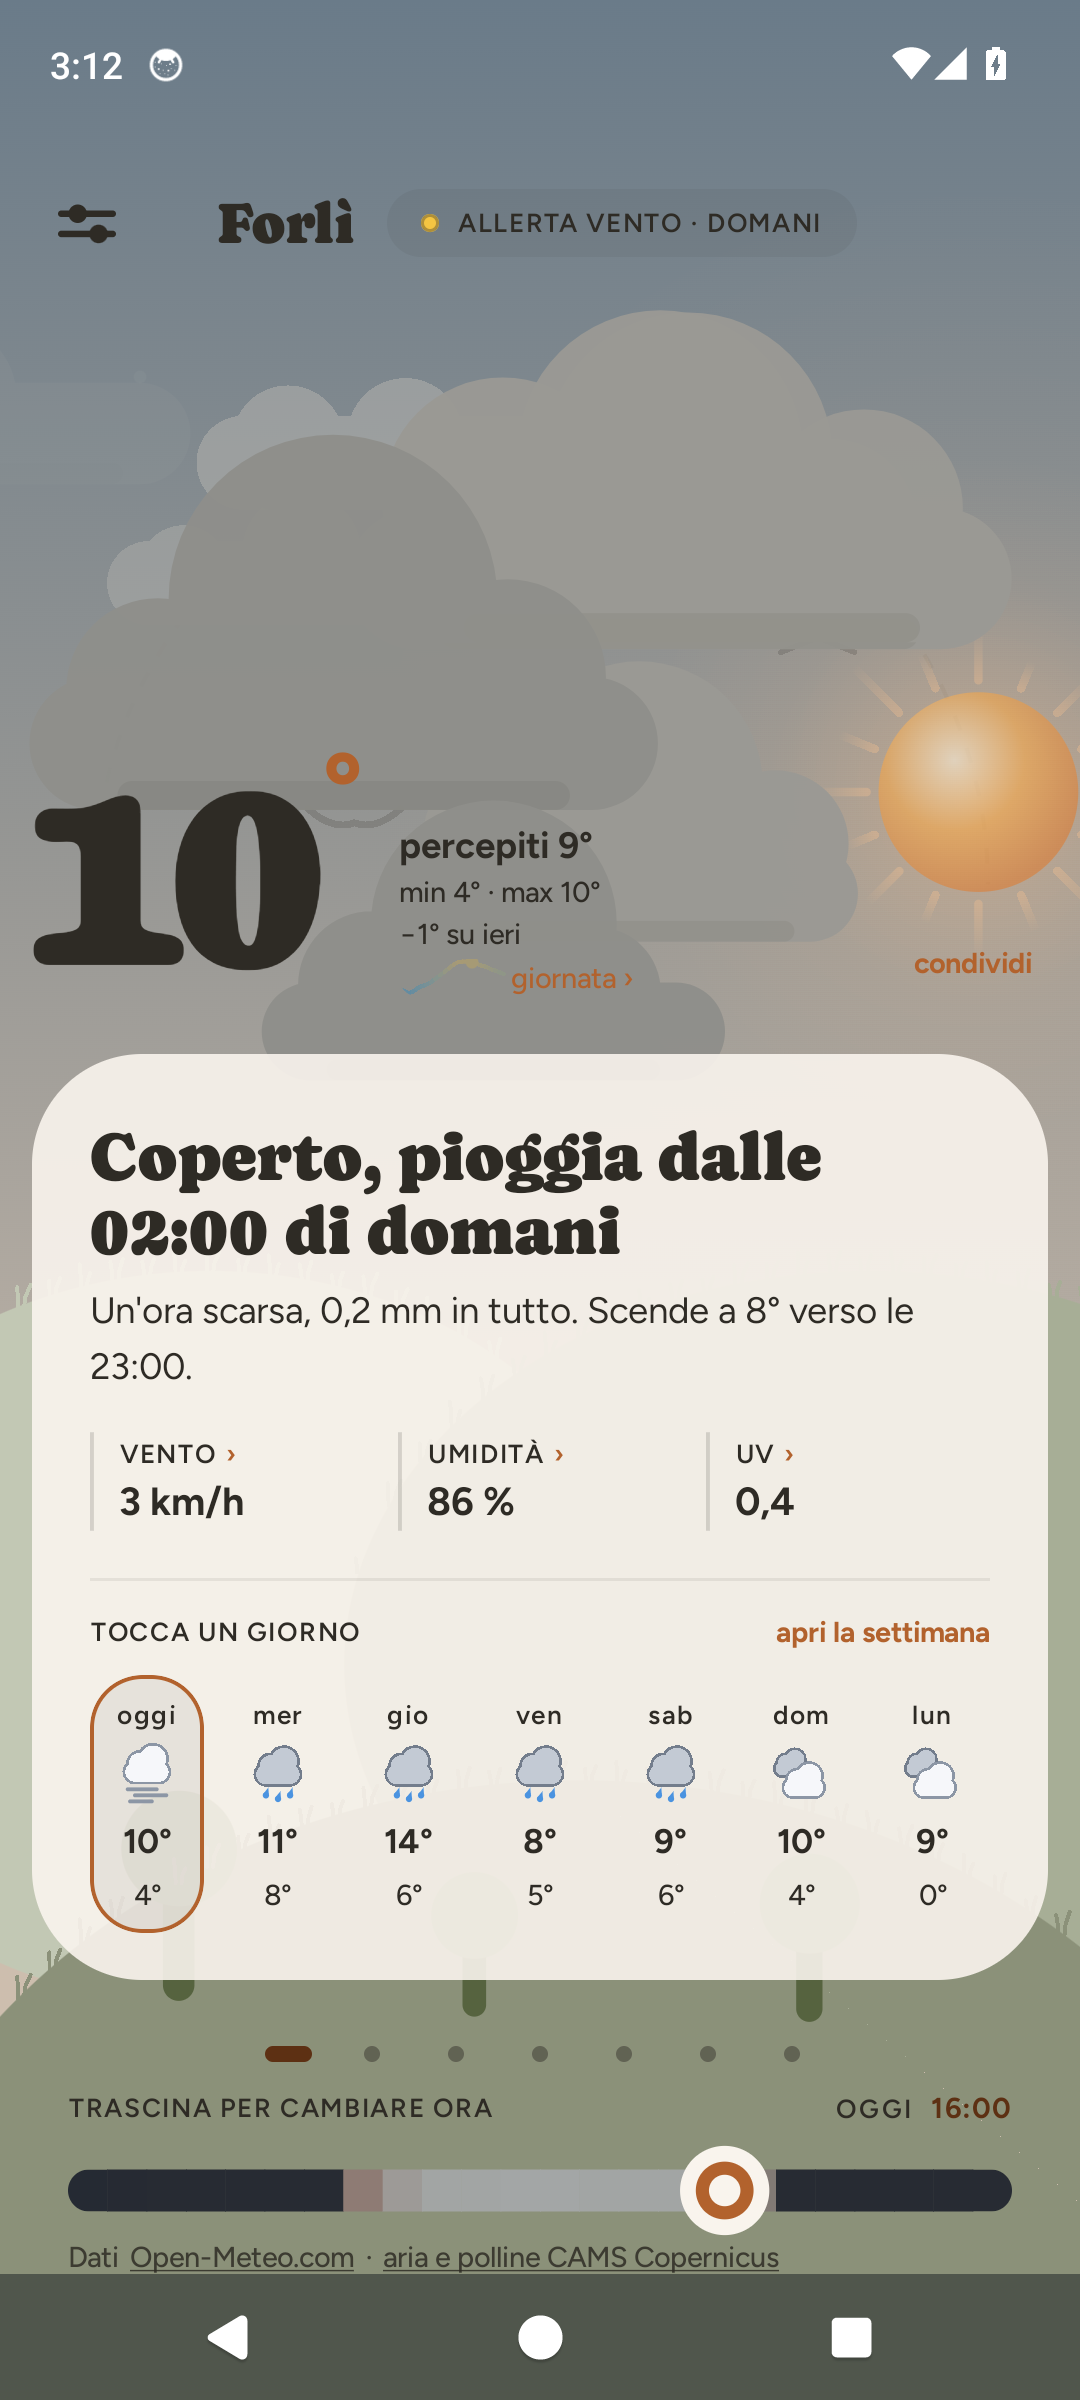 3:12
Forlì
ALLERTA VENTO · DOMANI
10°
percepiti 9°
min 4° · max 10°
−1° su ieri
giornata ›
condividi
Coperto, pioggia dalle
02:00 di domani
Un'ora scarsa, 0,2 mm in tutto. Scende a 8° verso le
23:00.
VENTO › UMIDITÀ › UV ›
3 km/h 86 % 0,4
TOCCA UN GIORNO apri la settimana
oggi mer gio ven sab dom lun
10° 11° 14° 8° 9° 10° 9°
4° 8° 6° 5° 6° 4° 0°
TRASCINA PER CAMBIARE ORA OGGI 16:00
Dati Open-Meteo.com · aria e polline CAMS Copernicus